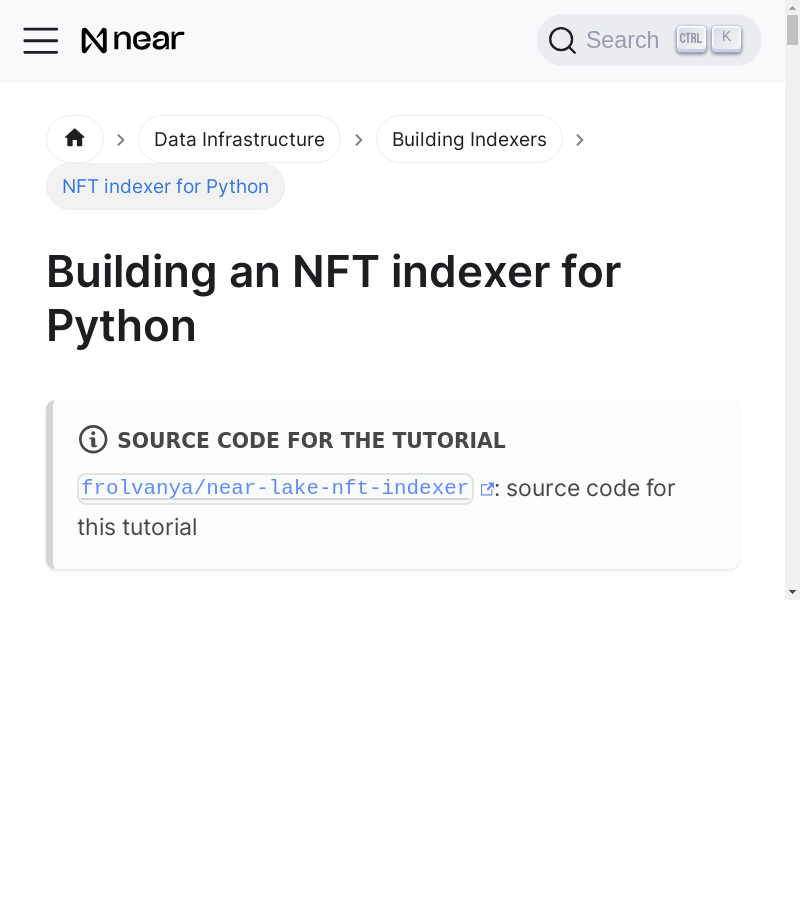 near
Search CTRL K
Data Infrastructure
Building Indexers
NFT indexer for Python
Building an NFT indexer for
Python
SOURCE CODE FOR THE TUTORIAL
frolvanya/near-lake-nft-indexer : source code for
this tutorial